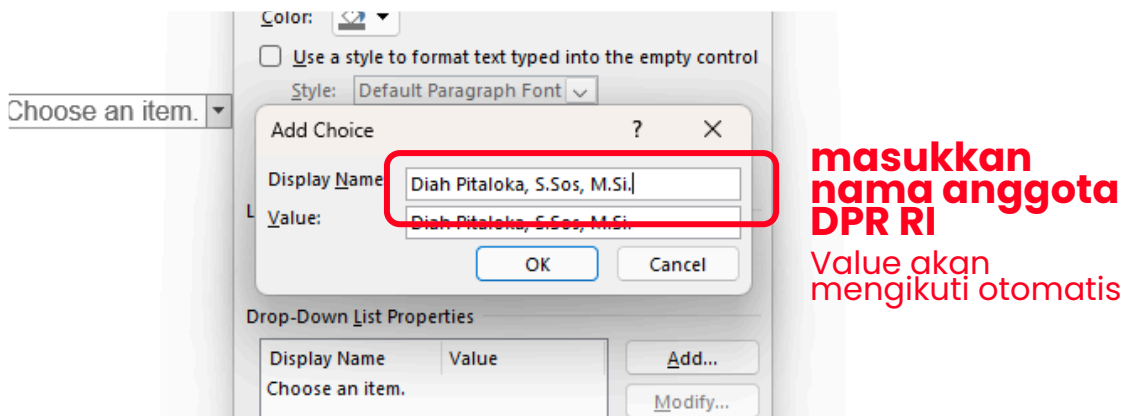 Color:
Use a style to format text typed into the empty control
Style: Default Paragraph Font
Choose an item.
Add Choice ?
Display Name Diah Pitaloka, S.Sos, M.Si.
L
Value: Diah Pitaloka, S.Sos, M.Si.
OK Cancel
masukkan
nama anggota
DPR RI
Value akan
mengikuti otomatis
Drop-Down List Properties
Display Name Value
Add...
Choose an item.
Modify...